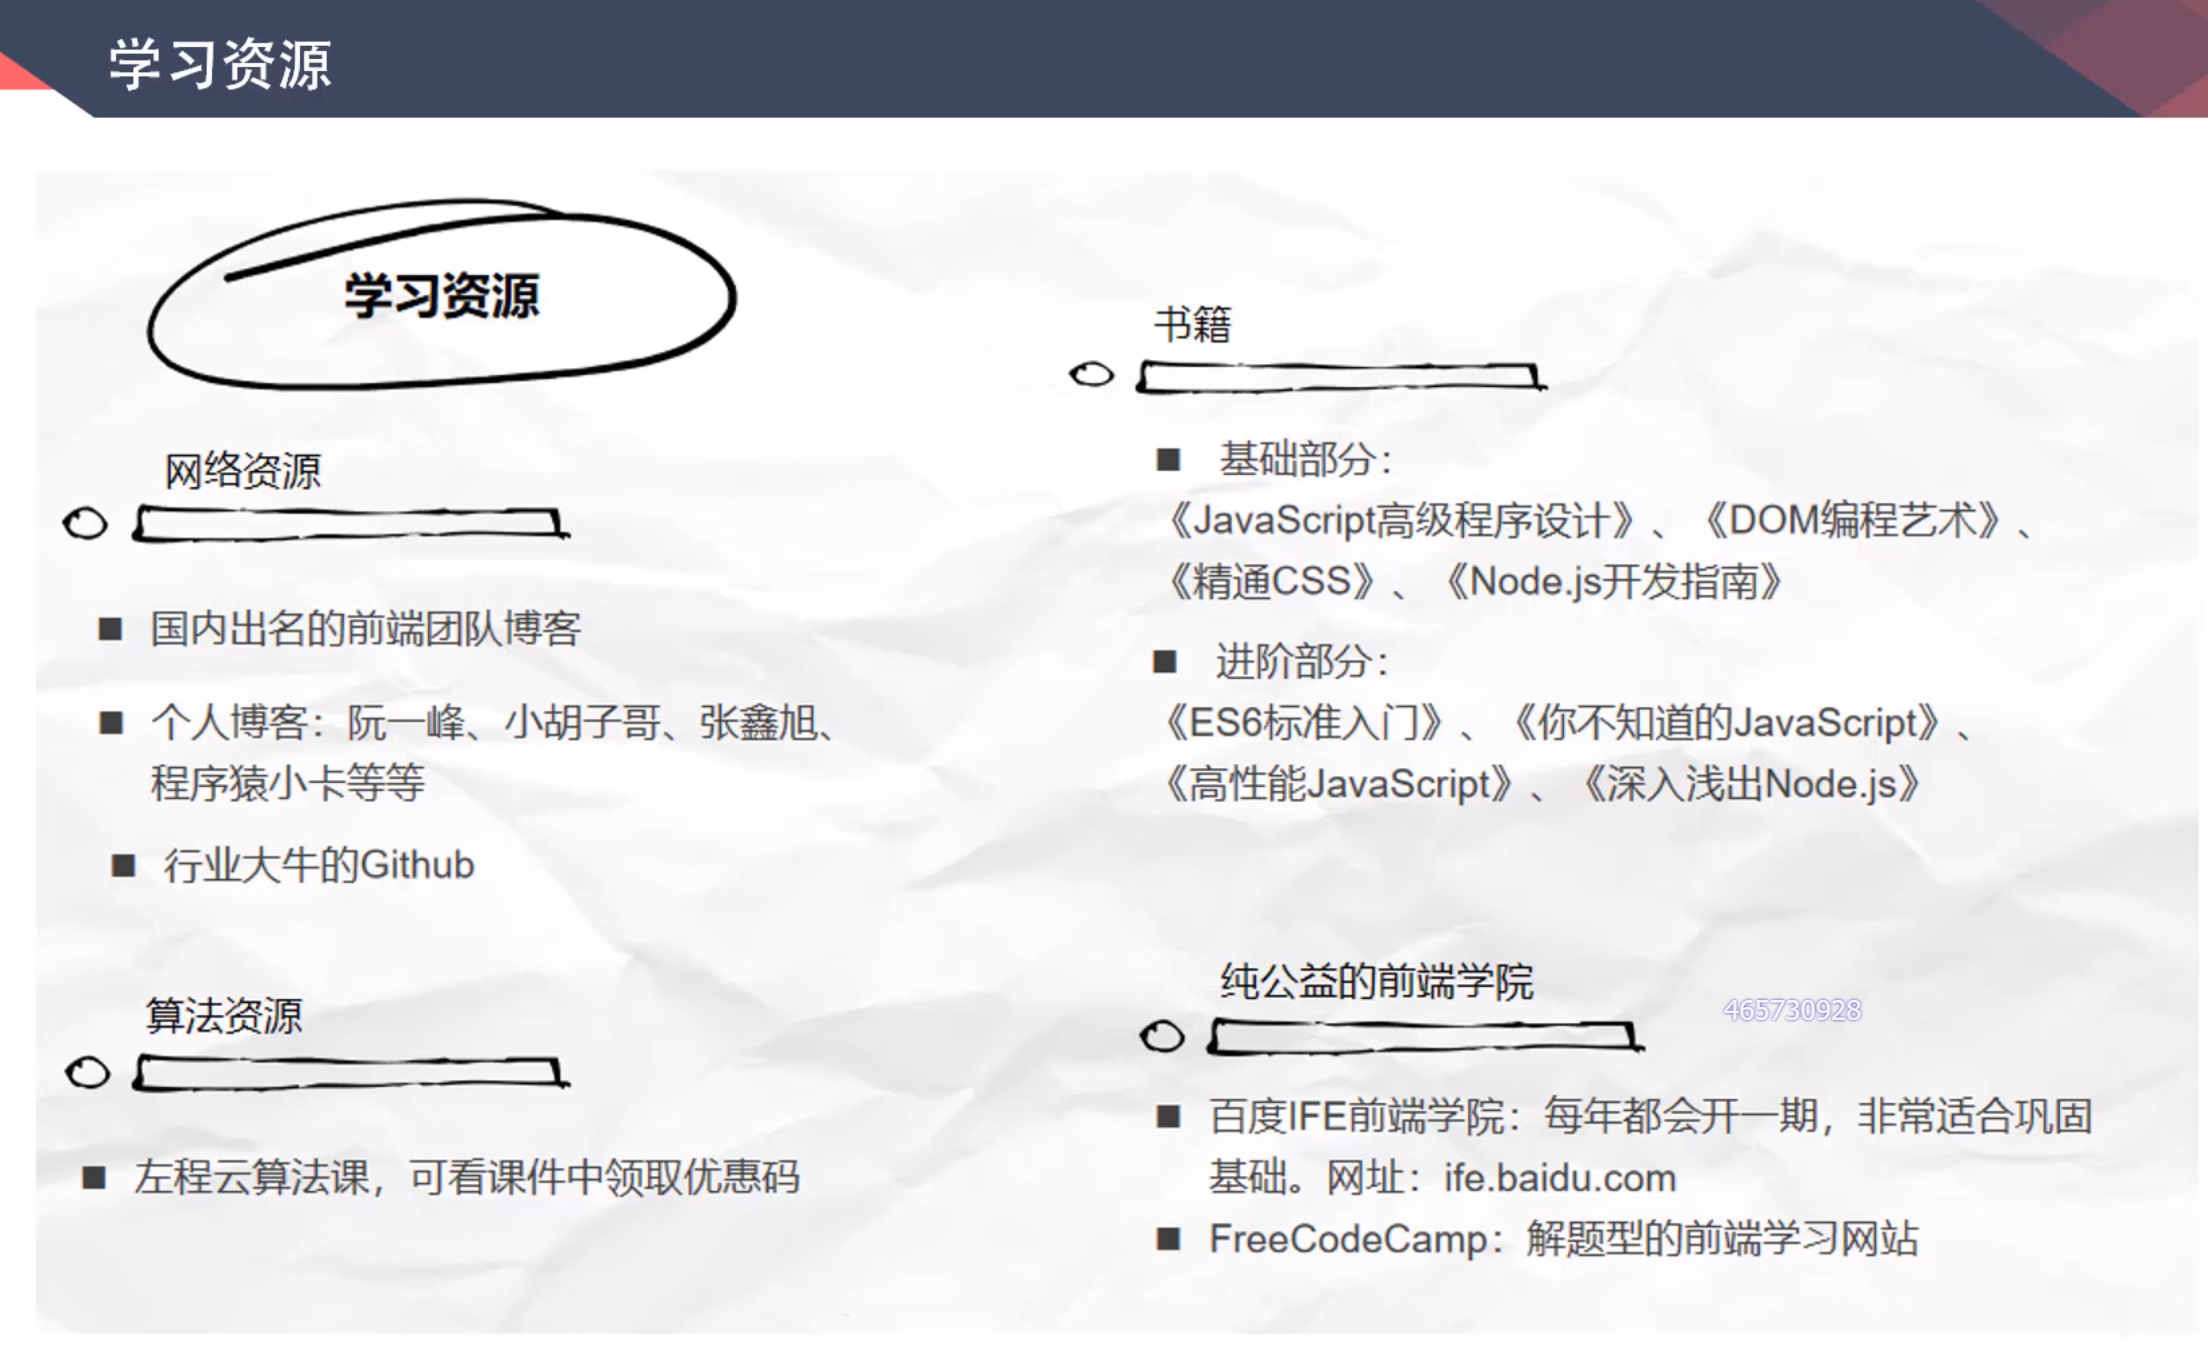 学习资源
学习资源
网络资源
■ 国内出名的前端团队博客
■ 个人博客：阮一峰、小胡子哥、张鑫旭、
程序猿小卡等等
■ 行业大牛的Github
算法资源
■ 左程云算法课，可看课件中领取优惠码
书籍
■ 基础部分：
《JavaScript高级程序设计》、《DOM编程艺术》、
《精通CSS》、《Node.js开发指南》
■ 进阶部分：
《ES6标准入门》、《你不知道的JavaScript》、
《高性能JavaScript》、《深入浅出Node.js》
纯公益的前端学院
465730928
■ 百度IFE前端学院：每年都会开一期，非常适合巩固
基础。网址：ife.baidu.com
■ FreeCodeCamp：解题型的前端学习网站